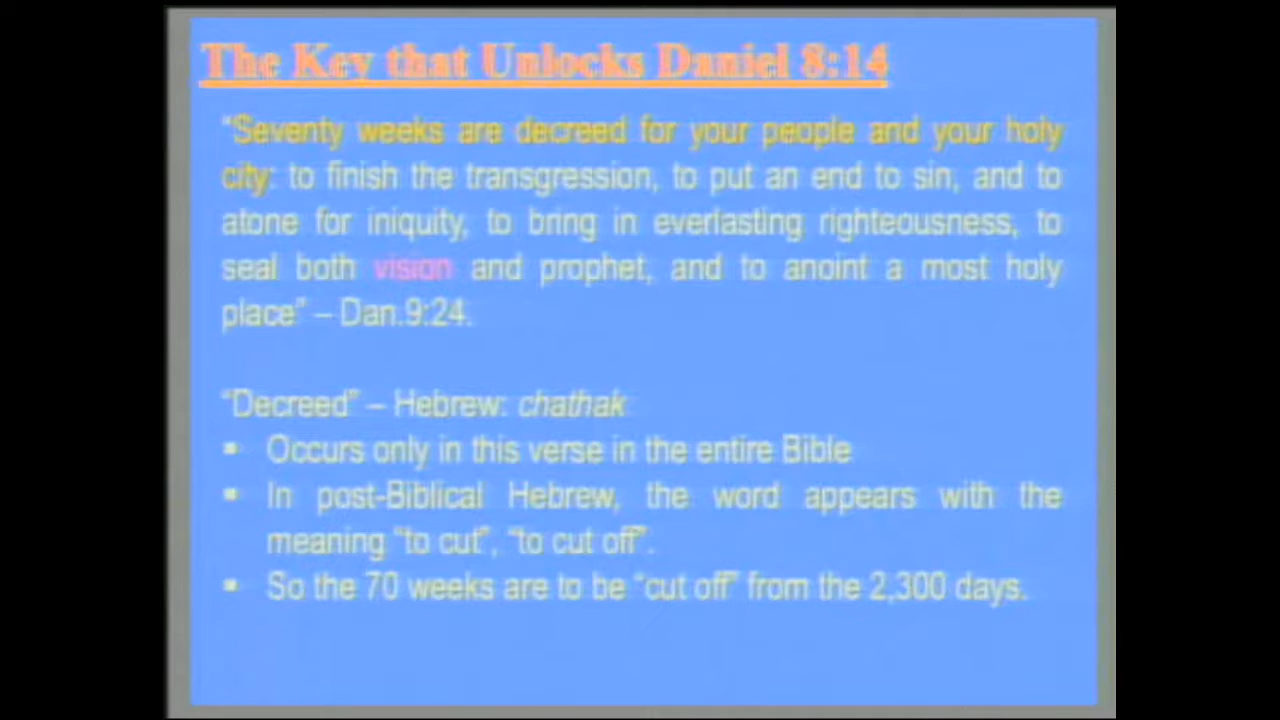 The Key that Unlocks Daniel 8:14
“Seventy weeks are decreed for your people and your holy
city: to finish the transgression, to put an end to sin, and to
atone for iniquity, to bring in everlasting righteousness, to
seal both vision and prophet, and to anoint a most holy
place” – Dan.9:24.
“Decreed” – Hebrew: chathak
▪ Occurs only in this verse in the entire Bible
▪ In post-Biblical Hebrew, the word appears with the
meaning “to cut”, “to cut off”.
▪ So the 70 weeks are to be “cut off” from the 2,300 days.